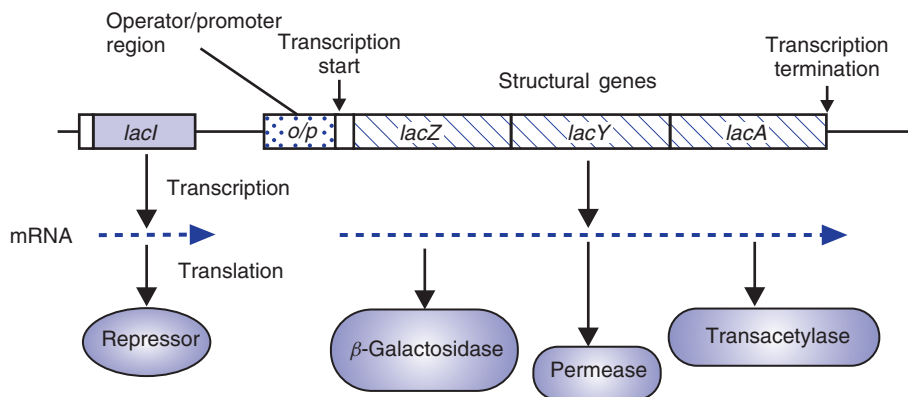 Operator/promoter
region
Transcription
start
Structural genes
Transcription
termination
lacI
o/p
lacZ
lacY
lacA
Transcription
mRNA
Translation
Repressor
β-Galactosidase
Permease
Transacetylase